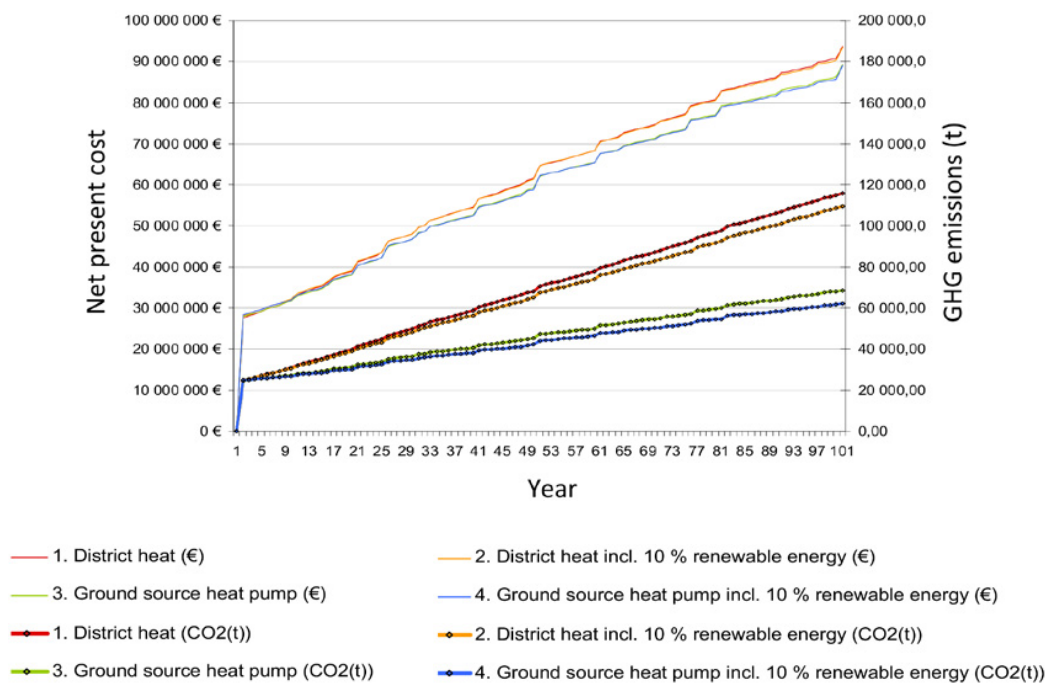 100 000 000 € 200 000,0
90 000 000 € 180 000,0
80 000 000 € 160 000,0
70 000 000 € 140 000,0
60 000 000 € 120 000,0
50 000 000 € 100 000,0
40 000 000 € 80 000,00
30 000 000 € 60 000,00
20 000 000 € 40 000,00
10 000 000 € 20 000,00
0 € 0,00
Net present cost
GHG emissions (t)
1 5 9 13 17 21 25 29 33 37 41 45 49 53 57 61 65 69 73 77 81 85 89 93 97 101
Year
1. District heat (€) 2. District heat incl. 10 % renewable energy (€)
3. Ground source heat pump (€) 4. Ground source heat pump incl. 10 % renewable energy (€)
1. District heat (CO2(t)) 2. District heat incl. 10 % renewable energy (CO2(t))
3. Ground source heat pump (CO2(t)) 4. Ground source heat pump incl. 10 % renewable energy (CO2(t))